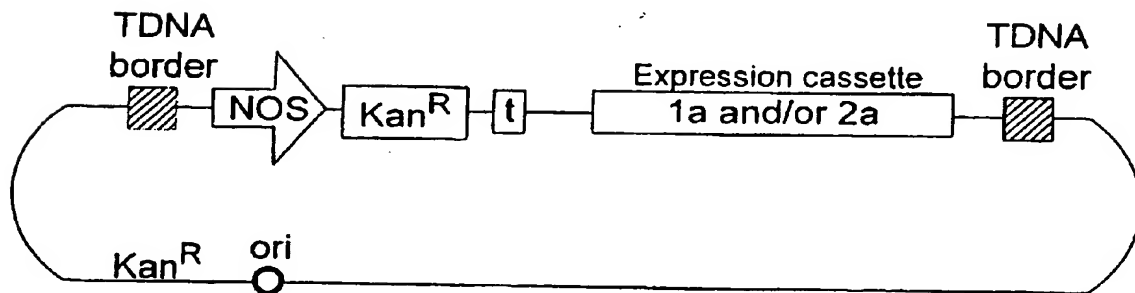 TDNA
border
NOS
Kan^R
t
Expression cassette
1a and/or 2a
TDNA
border
Kan^R
ori